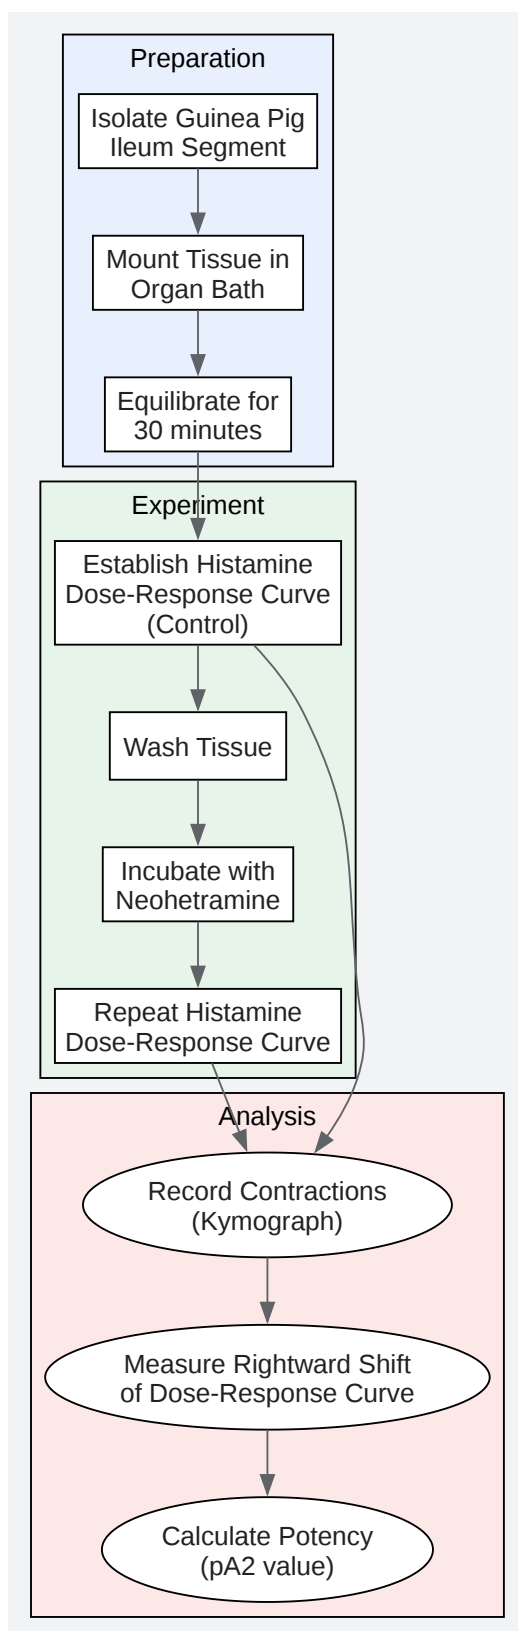 Preparation
Isolate Guinea Pig
Ileum Segment
Mount Tissue in
Organ Bath
Equilibrate for
30 minutes
Experiment
Establish Histamine
Dose-Response Curve
(Control)
Wash Tissue
Incubate with
Neohetramine
Repeat Histamine
Dose-Response Curve
Analysis
Record Contractions
(Kymograph)
Measure Rightward Shift
of Dose-Response Curve
Calculate Potency
(pA2 value)